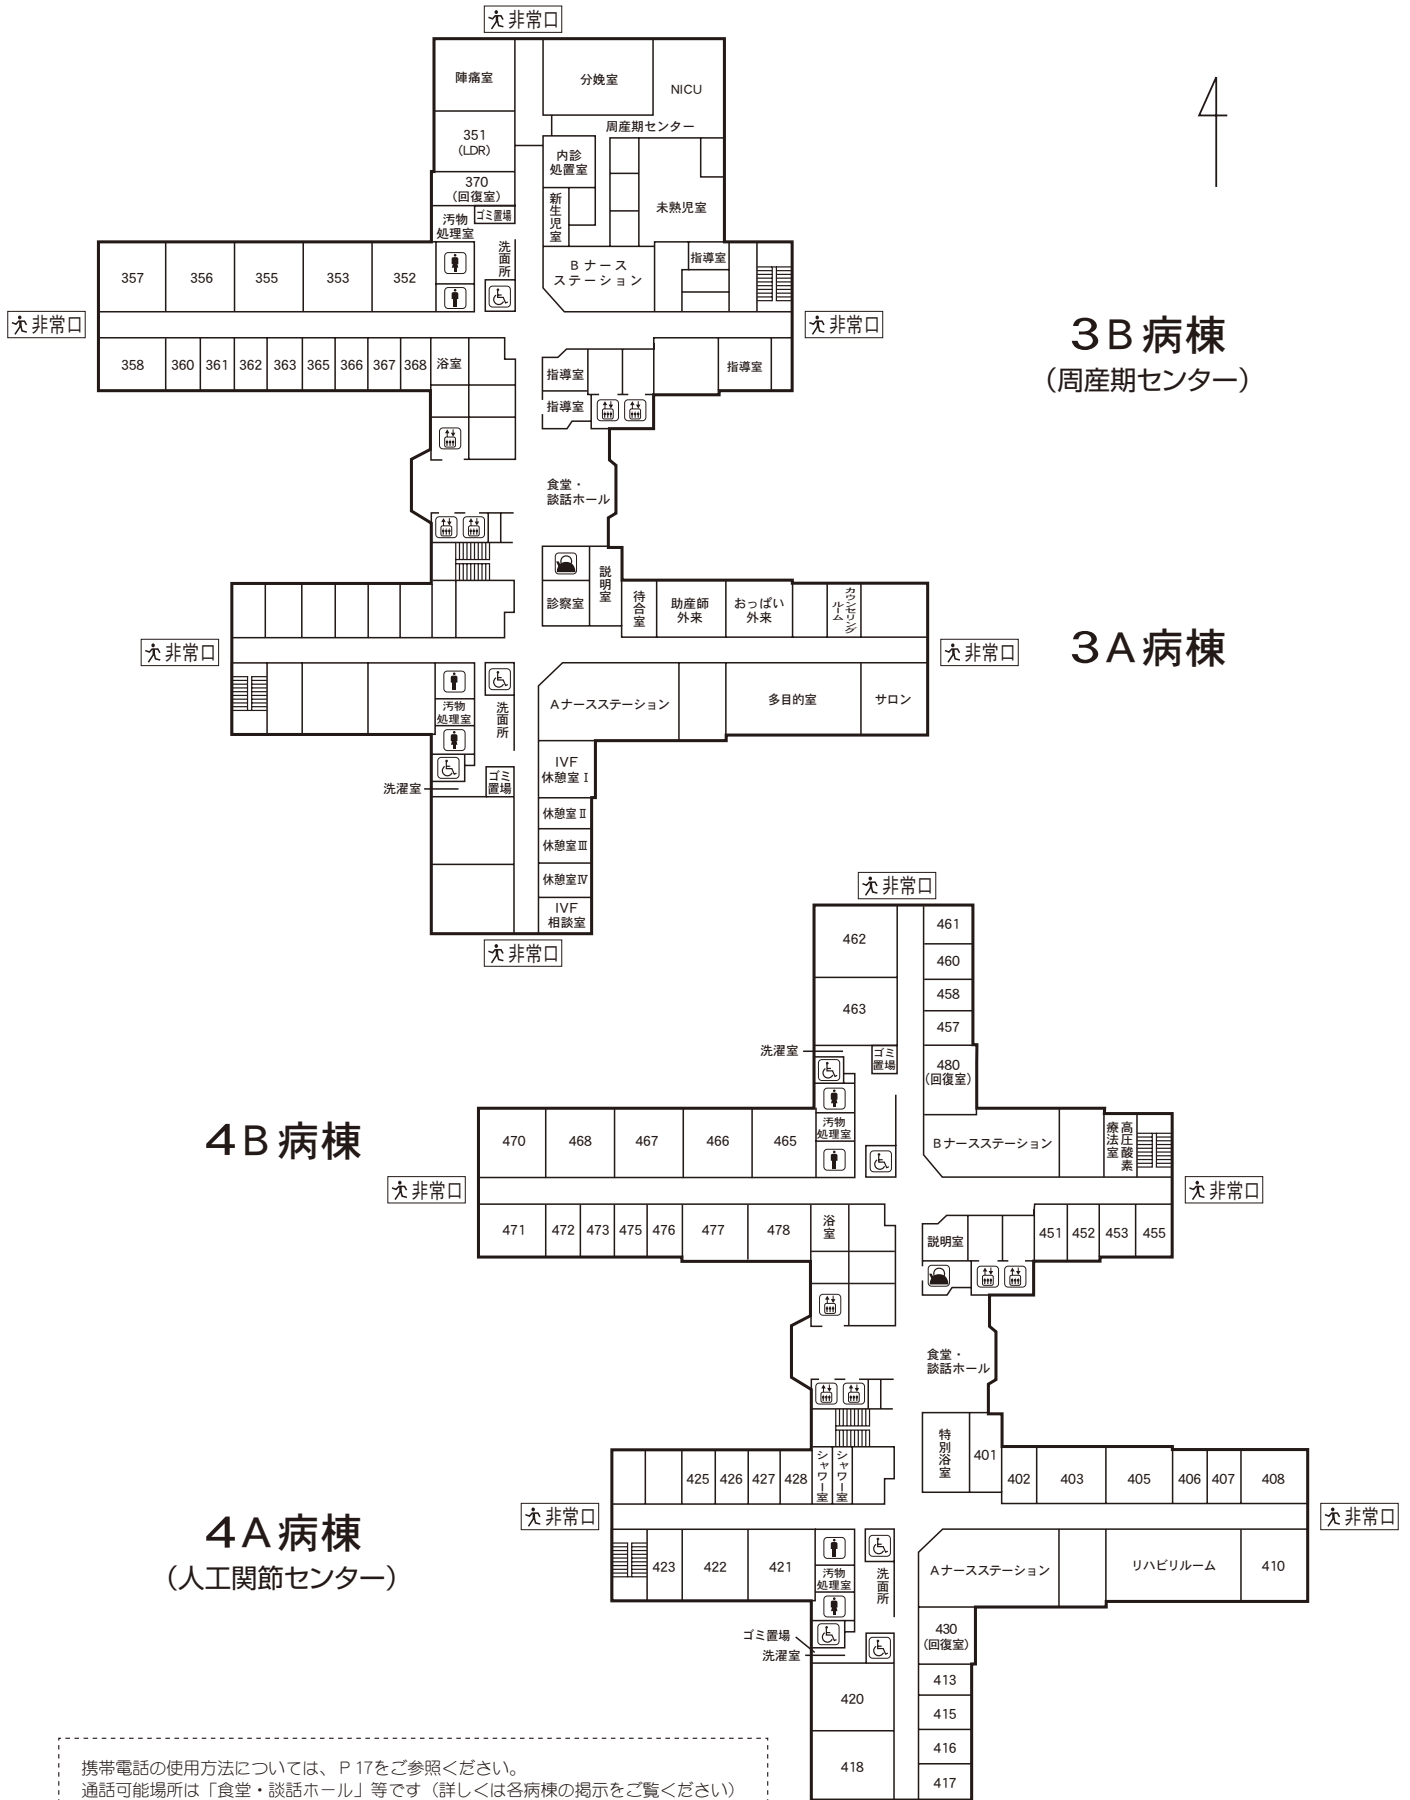 非常口
陣痛室
分娩室
NICU
周産期センター
351
(LDR)
内診
処置室
370
(回復室)
新生児室
未熟児室
ゴミ置場
汚物
処理室
洗面所
Bナース
ステーション
指導室
357
356
355
353
352
非常口
非常口
3B病棟
(周産期センター)
358
360
361
362
363
365
366
367
368
浴室
指導室
指導室
指導室
食堂・
談話ホール
説明室
診察室
待合室
助産師
外来
おっぱい
外来
カウンセリング
ルーム
非常口
非常口
3A病棟
汚物
処理室
洗面所
Aナースステーション
多目的室
サロン
IVF
休憩室Ⅰ
洗濯室
ゴミ
置場
休憩室Ⅱ
休憩室Ⅲ
休憩室Ⅳ
IVF
相談室
非常口
非常口
462
461
460
463
458
457
洗濯室
ゴミ
置場
480
(回復室)
4B病棟
470
468
467
466
465
汚物
処理室
Bナースステーション
高圧酸素
療法室
非常口
非常口
471
472
473
475
476
477
478
浴室
説明室
451
452
453
455
食堂・
談話ホール
特別浴室
401
402
403
405
406
407
408
425
426
427
428
シャワー室
シャワー室
非常口
非常口
4A病棟
(人工関節センター)
423
422
421
汚物
処理室
洗面所
Aナースステーション
リハビリルーム
410
ゴミ置場
洗濯室
430
(回復室)
413
420
415
416
418
417
携帯電話の使用方法については、P17をご参照ください。
通話可能場所は「食堂・談話ホール」等です(詳しくは各病棟の掲示をご覧ください)